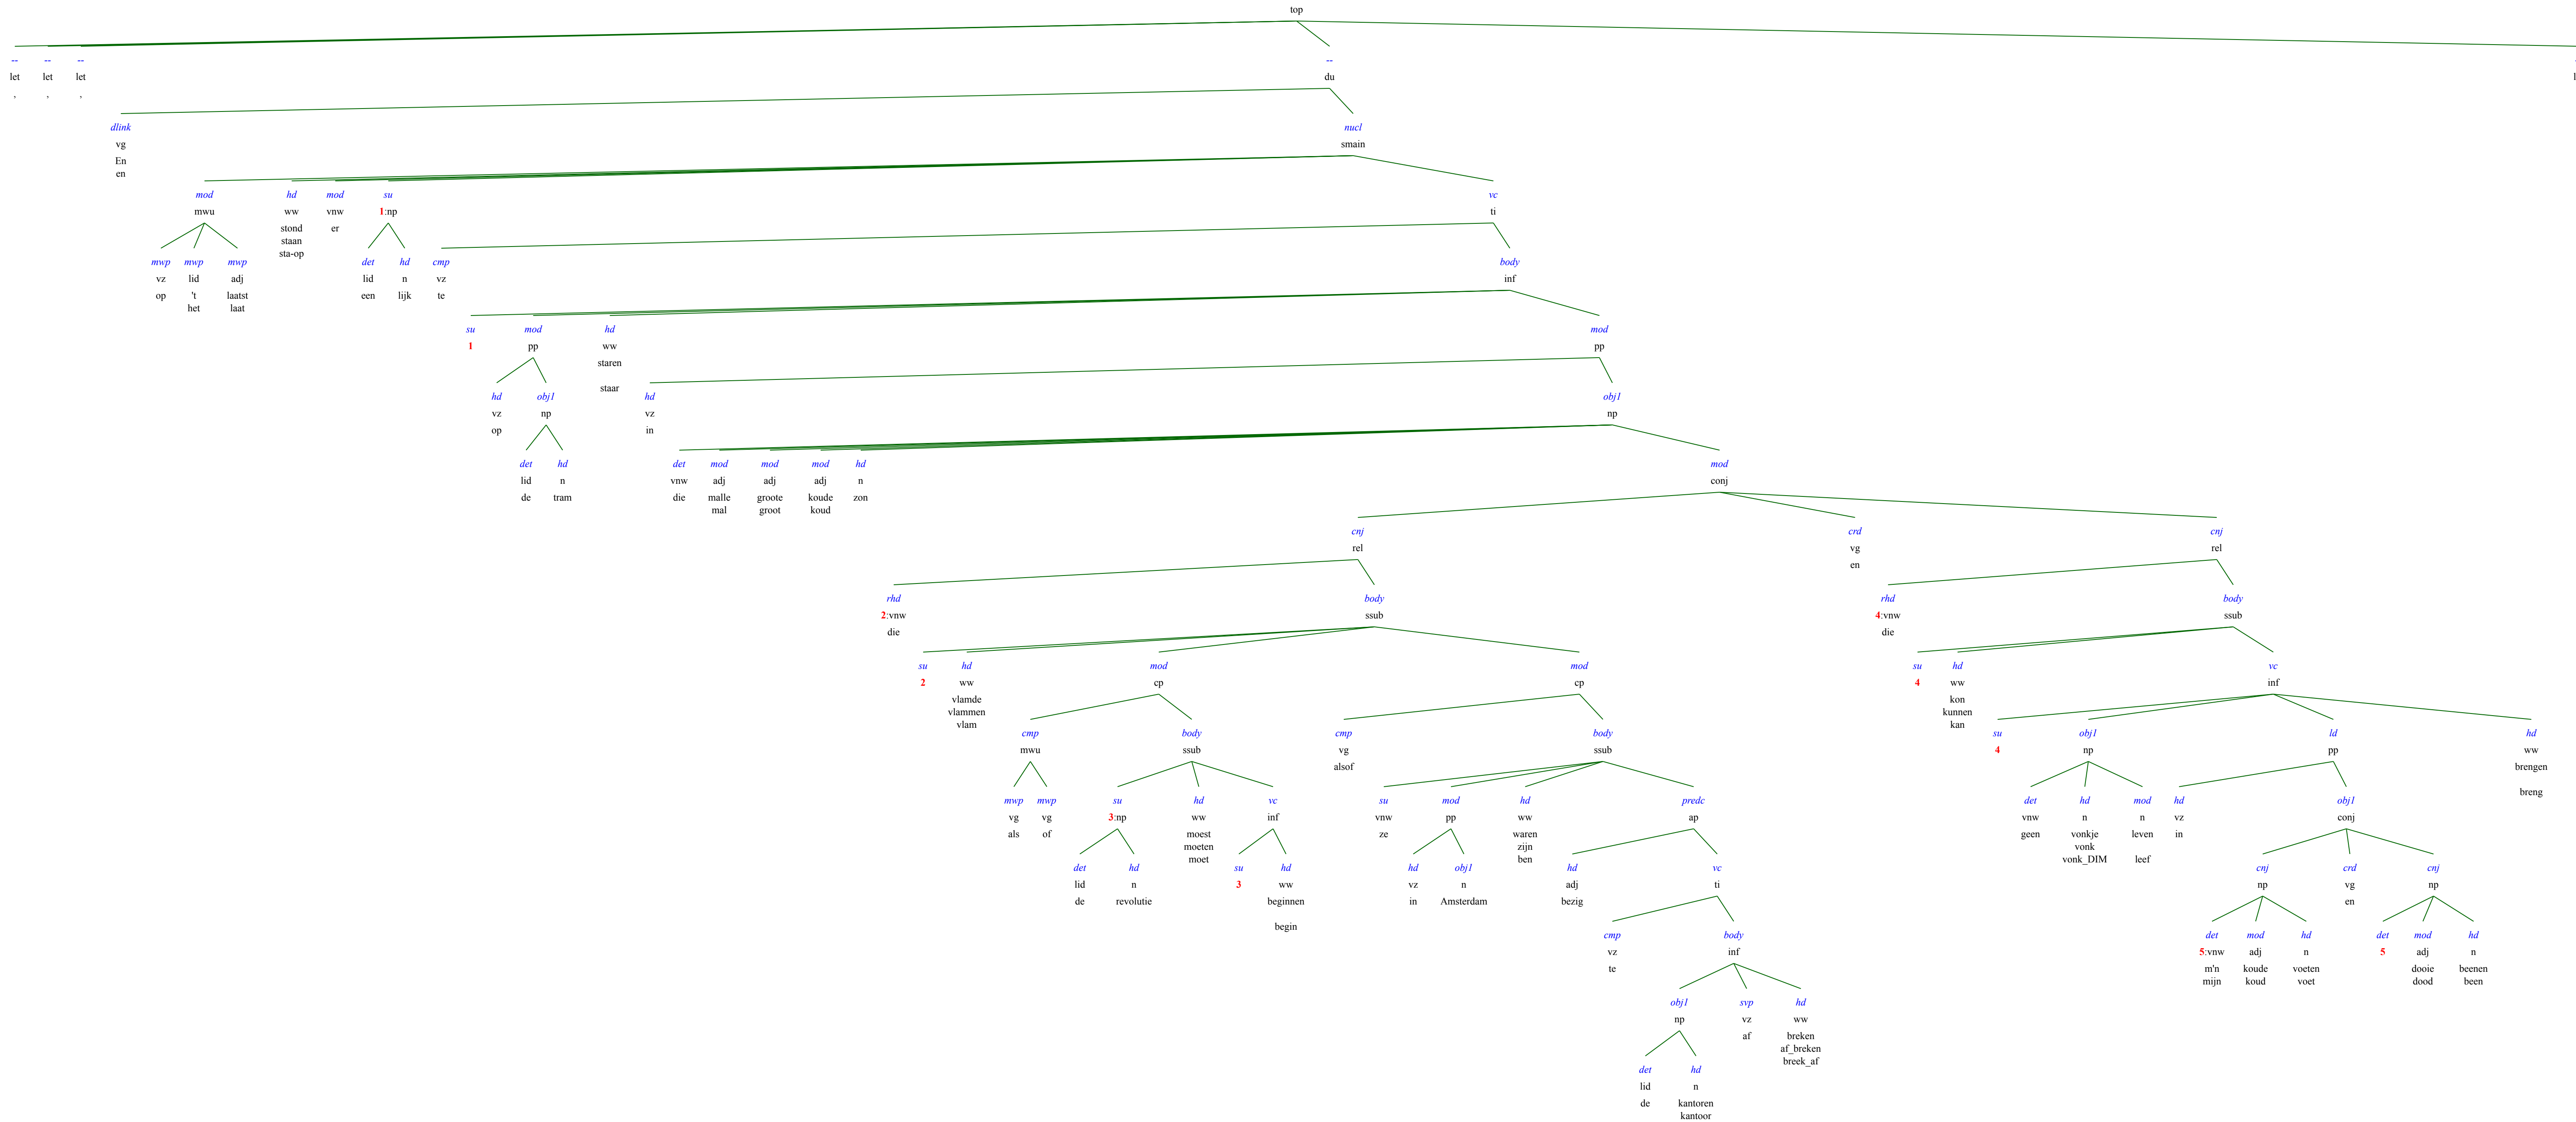 top
-- -- -- -- 
let let let du l
, , ,
dlink nucl
vg smain
En
en
mod hd mod su vc
mwu ww vnw 1:np ti
stond er
staan
sta-op
mwp mwp mwp det hd cmp body
vz lid adj lid n vz inf
op 't laatst een lijk te
het laat
su mod hd mod
1 pp ww pp
staren
staar
hd obj1 hd obj1
vz np vz np
op in
det hd det mod mod mod hd mod
lid n vnw adj adj adj n conj
de tram die malle groote koude zon
mal groot koud
cnj crd cnj
rel vg rel
en
rhd body rhd body
2:vnw ssub 4:vnw ssub
die die
su hd mod mod su hd vc
2 ww cp cp 4 ww inf
vlamde kon
vlammen kunnen
vlam kan
cmp body cmp body su obj1 ld hd
mwu ssub vg ssub 4 np pp ww
alsof brengen
breng
mwp mwp su hd vc su mod hd predc det hd mod hd obj1
vg vg 3:np ww inf vnw pp ww ap vnw n n vz conj
als of moest ze waren geen vonkje leven in
moeten zijn vonk
moet ben vonk_DIM leef
det hd su hd hd obj1 hd vc cnj crd cnj
lid n 3 ww vz n adj ti np vg np
de revolutie beginnen in Amsterdam bezig en
begin
cmp body det mod hd det mod hd
vz inf 5:vnw adj n 5 adj n
te m'n koude voeten dooie beenen
mijn koud voet dood been
obj1 svp hd
np vz ww
af breken
af_breken
breek_af
det hd
lid n
de kantoren
kantoor